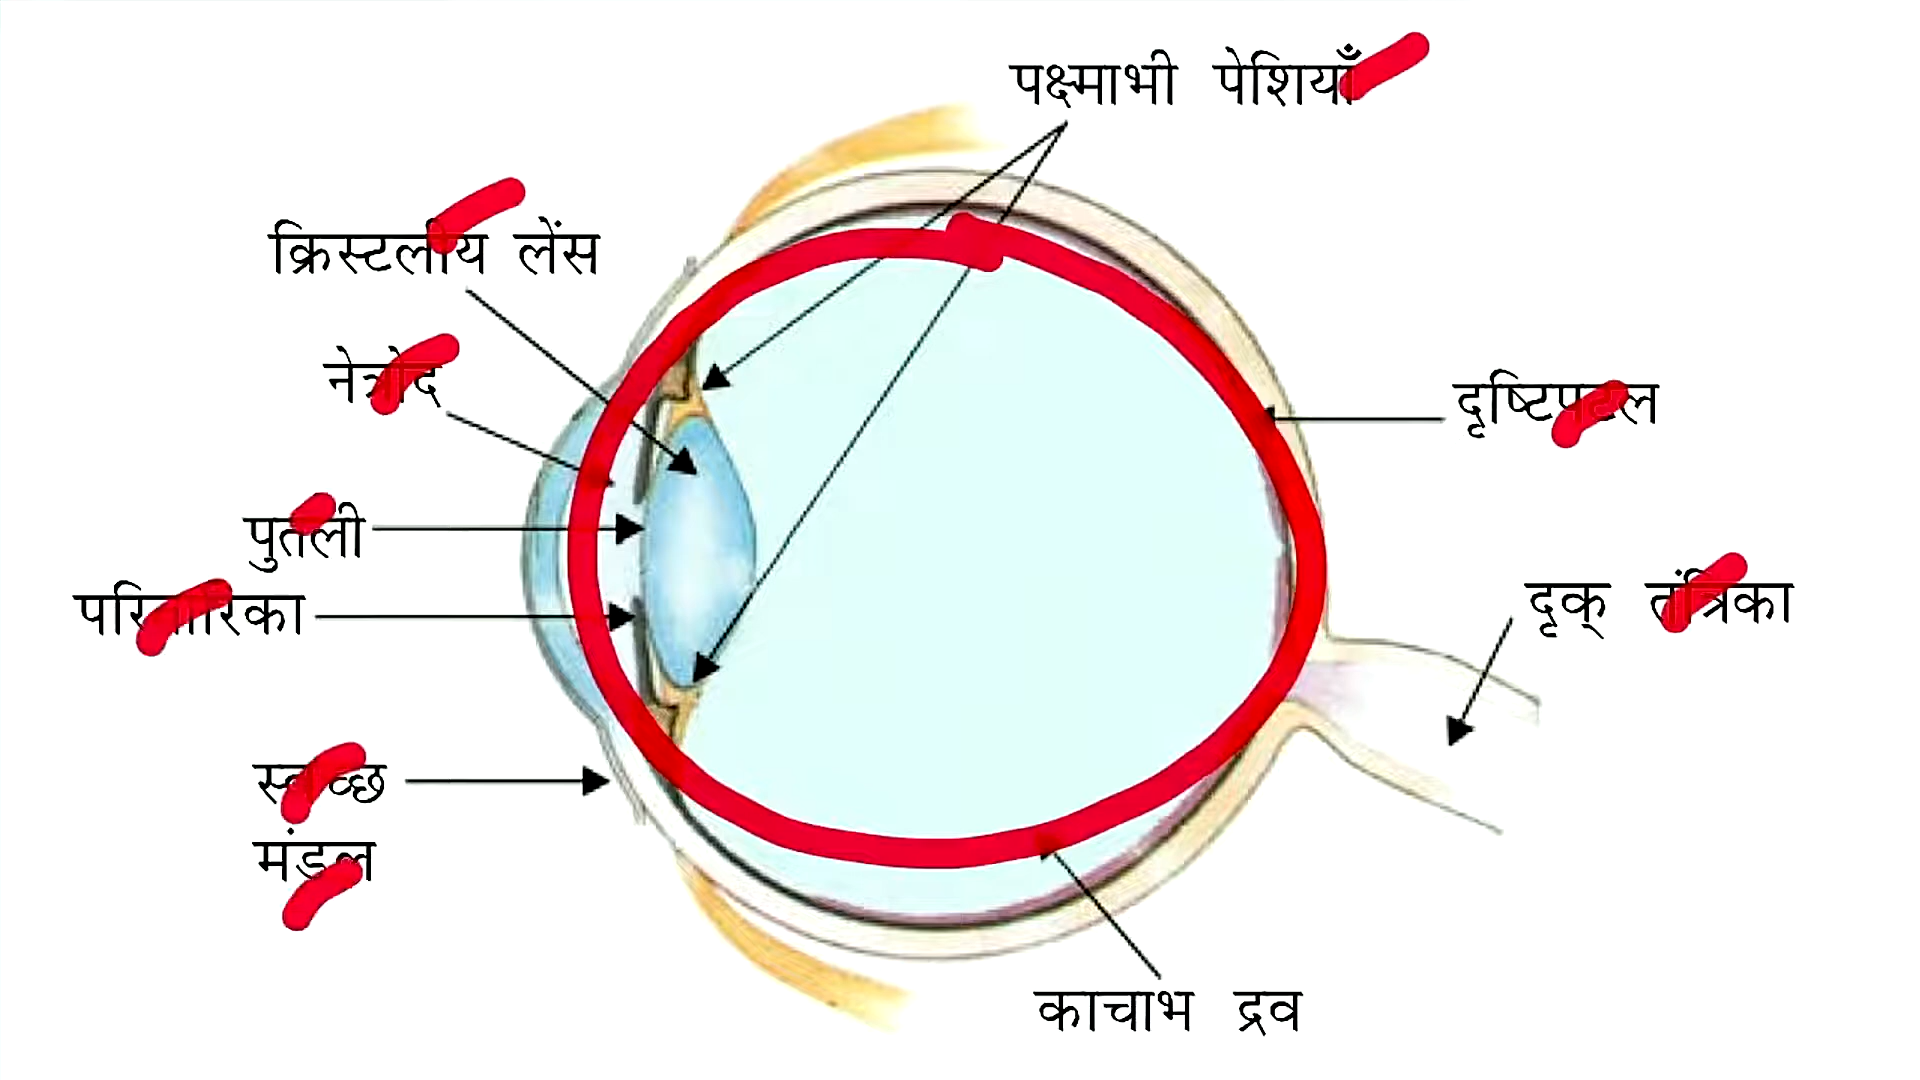 पक्ष्माभी पेशियाँ
क्रिस्टलीय लेंस
नेत्रोद
दृष्टिपटल
पुतली
परितारिका
दृक् तंत्रिका
स्वच्छ
मंडल
काचाभ द्रव